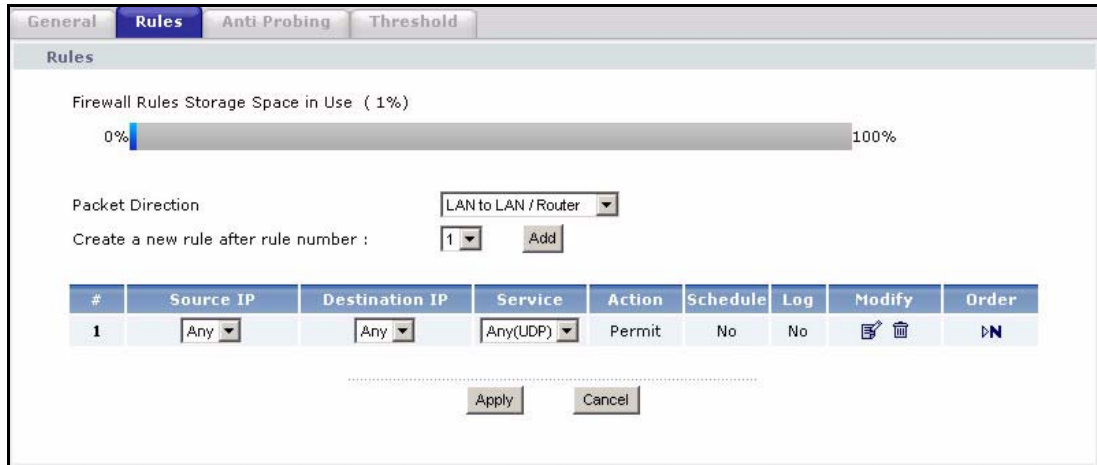 General Rules Anti Probing Threshold
Rules
Firewall Rules Storage Space in Use ( 1%)
0% 100%
Packet Direction LAN to LAN / Router
Create a new rule after rule number : 1 Add
# Source IP Destination IP Service Action Schedule Log Modify Order
1 Any Any Any(UDP) Permit No No N
Apply Cancel